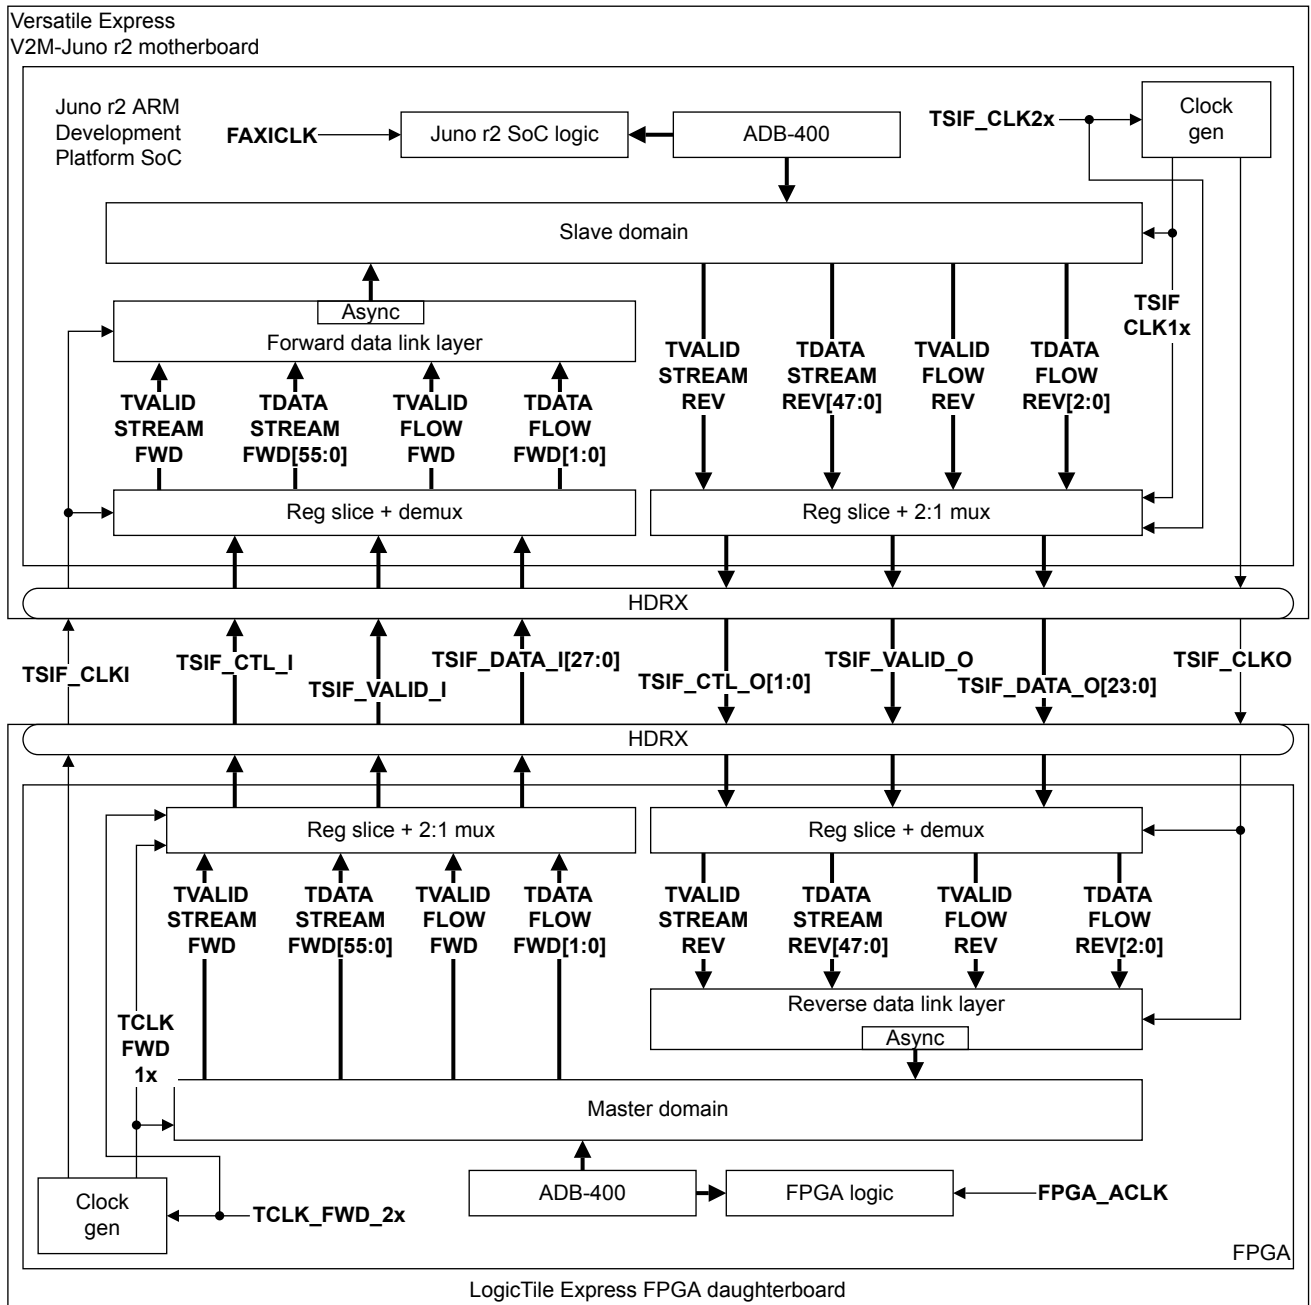 Versatile Express
V2M-Juno r2 motherboard
Juno r2 ARM
Development
Platform SoC
FAXICLK
Juno r2 SoC logic
ADB-400
TSIF_CLK2x
Clock
gen
Slave domain
TSIF
CLK1x
Async
Forward data link layer
TVALID
STREAM
FWD
TDATA
STREAM
FWD[55:0]
TVALID
FLOW
FWD
TDATA
FLOW
FWD[1:0]
TVALID
STREAM
REV
TDATA
STREAM
REV[47:0]
TVALID
FLOW
REV
TDATA
FLOW
REV[2:0]
Reg slice + demux
Reg slice + 2:1 mux
HDRX
TSIF_CLKI
TSIF_CTL_I
TSIF_VALID_I
TSIF_DATA_I[27:0]
TSIF_CTL_O[1:0]
TSIF_VALID_O
TSIF_DATA_O[23:0]
TSIF_CLKO
HDRX
Reg slice + 2:1 mux
Reg slice + demux
TVALID
STREAM
FWD
TDATA
STREAM
FWD[55:0]
TVALID
FLOW
FWD
TDATA
FLOW
FWD[1:0]
TVALID
STREAM
REV
TDATA
STREAM
REV[47:0]
TVALID
FLOW
REV
TDATA
FLOW
REV[2:0]
Reverse data link layer
Async
TCLK
FWD
1x
Master domain
Clock
gen
TCLK_FWD_2x
ADB-400
FPGA logic
FPGA_ACLK
FPGA
LogicTile Express FPGA daughterboard